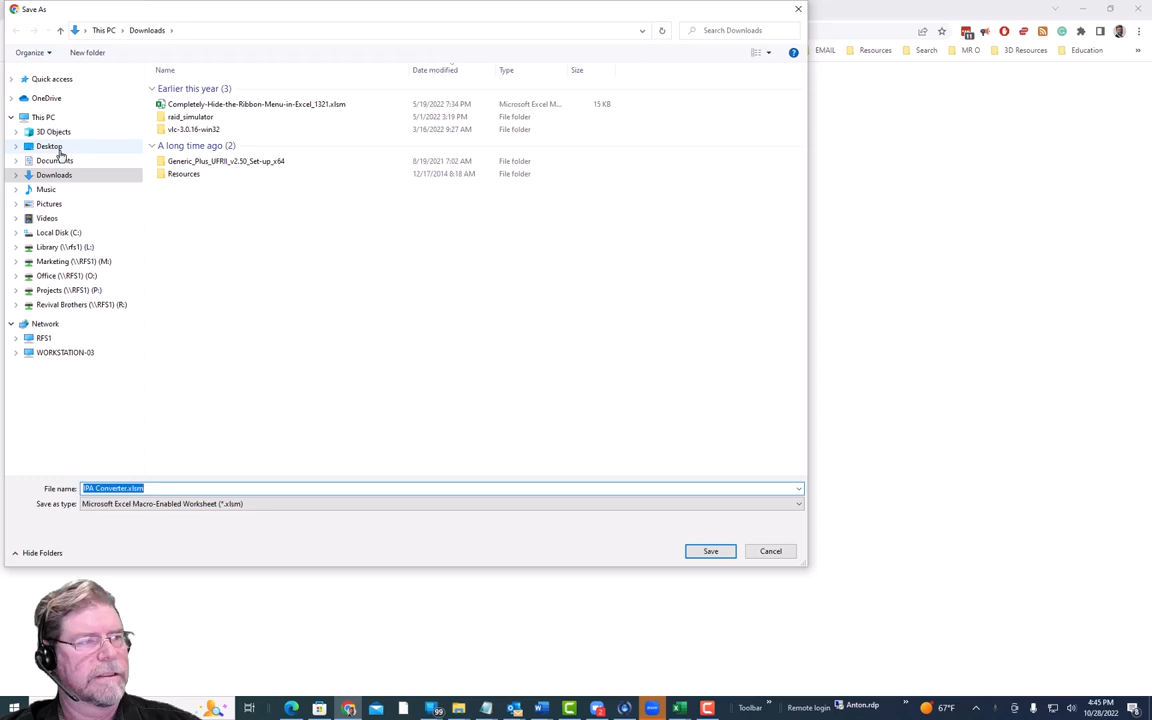 Save As
This PC › Downloads ›
Search Downloads
EMAIL Resources Search MR O 3D Resources Education »
Organize New folder
Name Date modified Type Size
Quick access
OneDrive
This PC
3D Objects
Desktop
Documents
Downloads
Music
Pictures
Videos
Local Disk (C:)
Library (\\rfs1) (L:)
Marketing (\\RFS1) (M:)
Office (\\RFS1) (O:)
Projects (\\RFS1) (P:)
Revival Brothers (\\RFS1) (R:)
Network
RFS1
WORKSTATION-03
Earlier this year (3)
Completely-Hide-the-Ribbon-Menu-in-Excel_1321.xlsm 5/19/2022 7:34 PM Microsoft Excel M... 15 KB
raid_simulator 5/1/2022 3:19 PM File folder
vlc-3.0.16-win32 3/16/2022 9:27 AM File folder
A long time ago (2)
Generic_Plus_UFRII_v2.50_Set-up_x64 8/19/2021 7:02 AM File folder
Resources 12/17/2014 8:18 AM File folder
File name: IPA Converter.xlsm
Save as type: Microsoft Excel Macro-Enabled Worksheet (*.xlsm)
Hide Folders
Save Cancel
99
Toolbar » Remote login Anton.rdp » 67°F 4:45 PM
10/28/2022 8